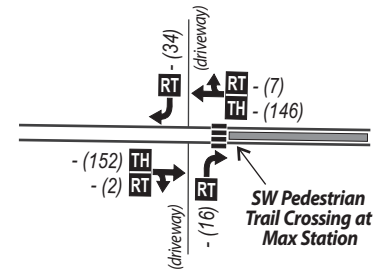 - (34)
(driveway)
RT
RT - (7)
TH - (146)
- (152) TH
- (2) RT
RT
- (16)
(driveway)
SW Pedestrian
Trail Crossing at
Max Station